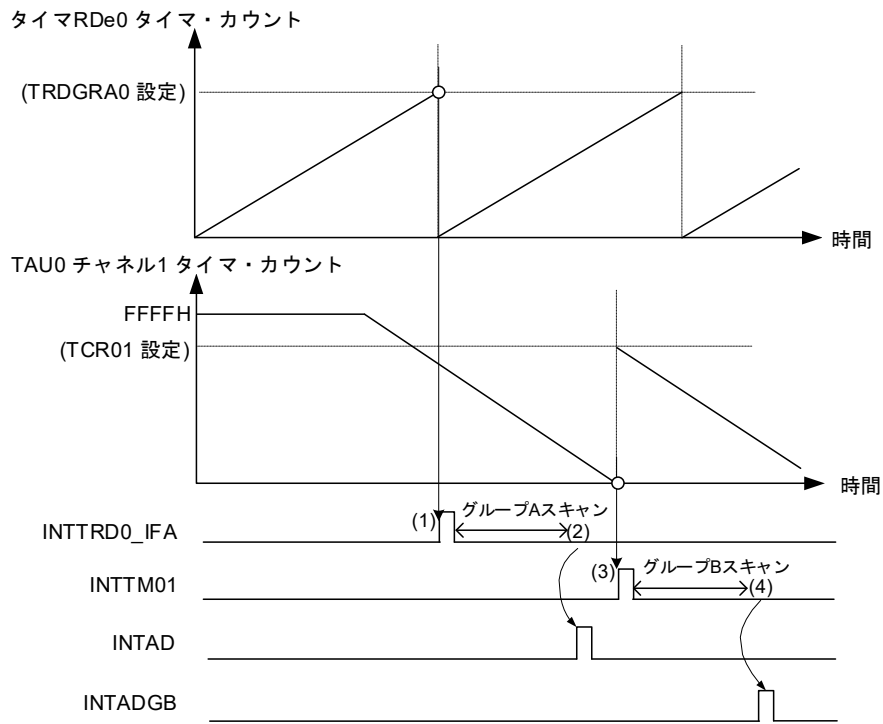 タイマRDe0 タイマ・カウント
(TRDGRA0 設定)
時間
TAU0 チャネル1 タイマ・カウント
FFFFH
(TCR01 設定)
時間
INTTRD0_IFA
(1)
グループAスキャン
(2)
INTTM01
(3)
グループBスキャン
(4)
INTAD
INTADGB